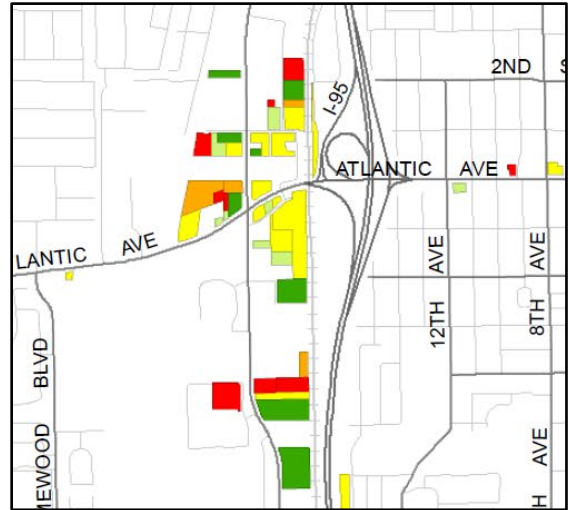 2ND S
I-95
ATLANTIC AVE
LANTIC AVE
AVE
AVE
12TH
8TH
BLVD
MEWOOD
AVE
H